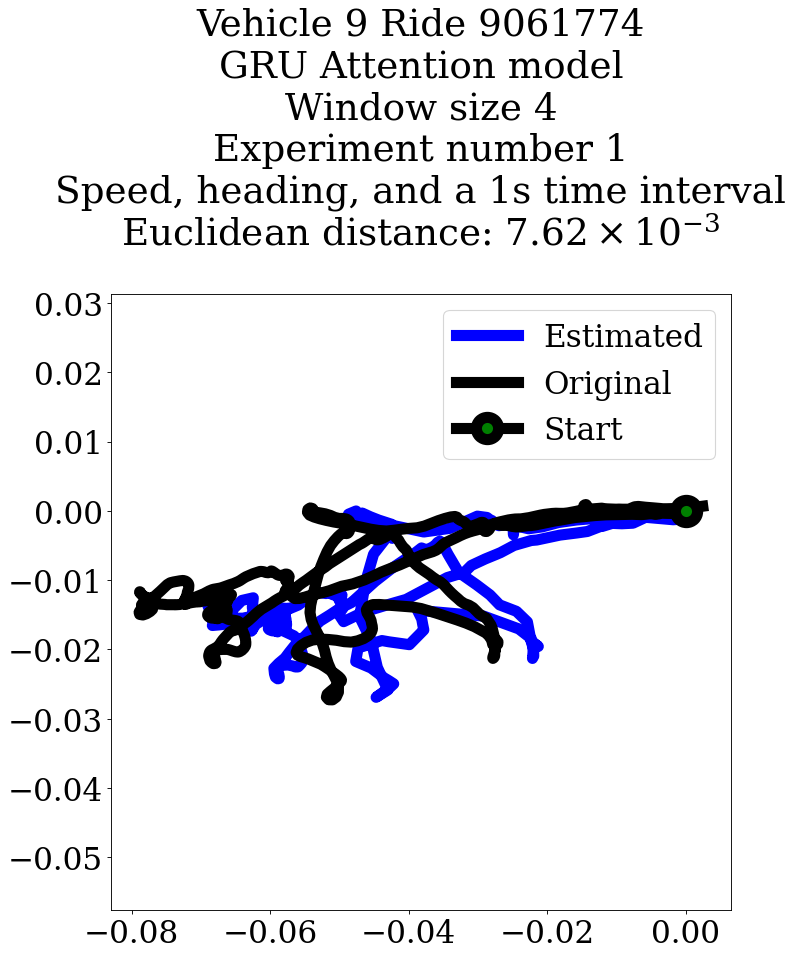 Vehicle 9 Ride 9061774
GRU Attention model
Window size 4
Experiment number 1
Speed, heading, and a 1s time interval
Euclidean distance: 7.62 × 10⁻³
Estimated
Original
Start
0.03
0.02
0.01
0.00
−0.01
−0.02
−0.03
−0.04
−0.05
−0.08
−0.06
−0.04
−0.02
0.00